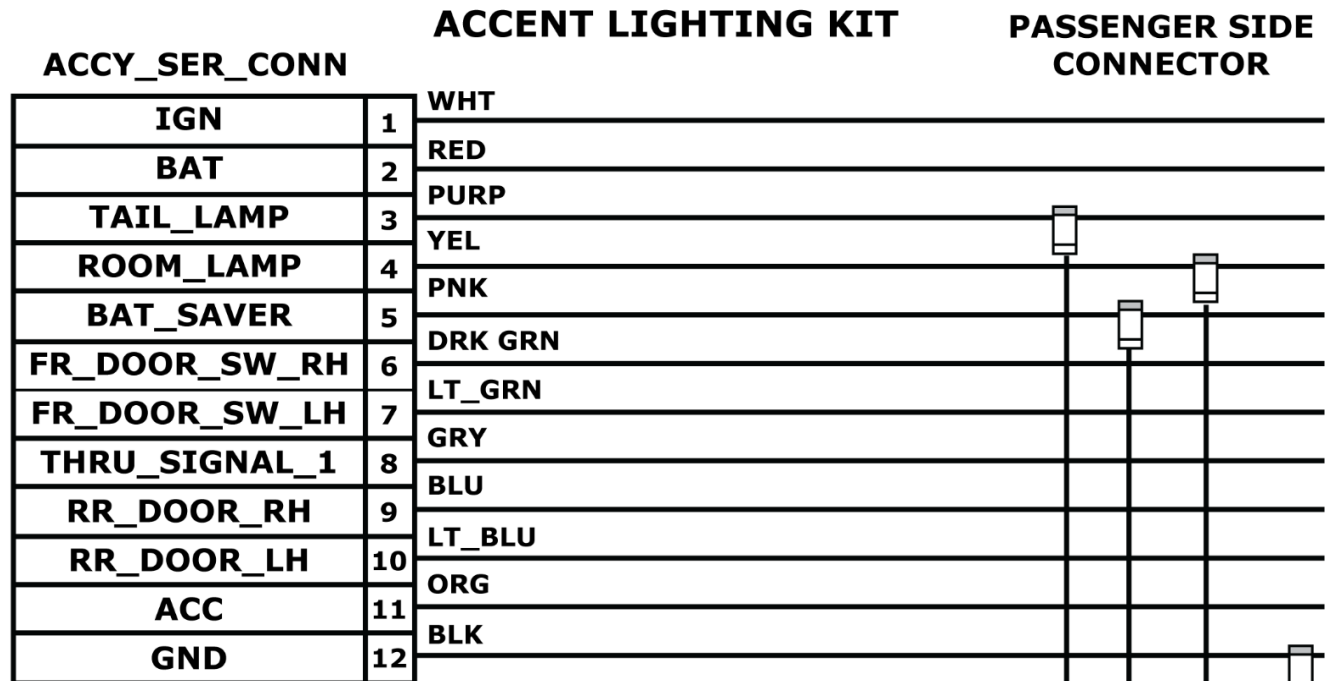 ACCENT LIGHTING KIT
PASSENGER SIDE
CONNECTOR
ACCY_SER_CONN
IGN 1 WHT
BAT 2 RED
TAIL_LAMP 3 PURP
ROOM_LAMP 4 YEL
BAT_SAVER 5 PNK
FR_DOOR_SW_RH 6 DRK GRN
FR_DOOR_SW_LH 7 LT_GRN
THRU_SIGNAL_1 8 GRY
RR_DOOR_RH 9 BLU
RR_DOOR_LH 10 LT_BLU
ACC 11 ORG
GND 12 BLK